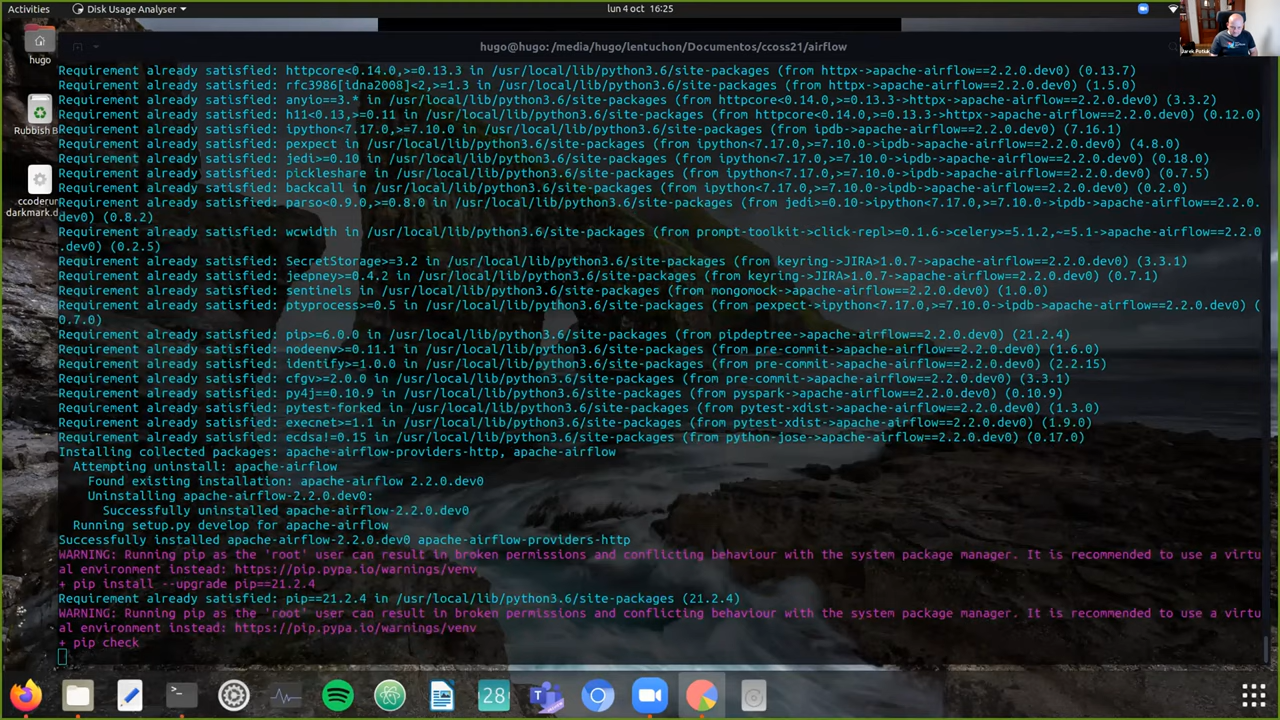 Activities
Disk Usage Analyser
lun 4 oct 16:25
hugo
Rubbish B
ccoderun
darkmark.d
hugo@hugo: /media/hugo/lentuchon/Documentos/ccoss21/airflow
Requirement already satisfied: httpcore<0.14.0,>=0.13.3 in /usr/local/lib/python3.6/site-packages (from httpx->apache-airflow==2.2.0.dev0) (0.13.7)
Requirement already satisfied: rfc3986[idna2008]<2,>=1.3 in /usr/local/lib/python3.6/site-packages (from httpx->apache-airflow==2.2.0.dev0) (1.5.0)
Requirement already satisfied: anyio==3.* in /usr/local/lib/python3.6/site-packages (from httpcore<0.14.0,>=0.13.3->httpx->apache-airflow==2.2.0.dev0) (3.3.2)
Requirement already satisfied: h11<0.13,>=0.11 in /usr/local/lib/python3.6/site-packages (from httpcore<0.14.0,>=0.13.3->httpx->apache-airflow==2.2.0.dev0) (0.12.0)
Requirement already satisfied: ipython<7.17.0,>=7.10.0 in /usr/local/lib/python3.6/site-packages (from ipdb->apache-airflow==2.2.0.dev0) (7.16.1)
Requirement already satisfied: pexpect in /usr/local/lib/python3.6/site-packages (from ipython<7.17.0,>=7.10.0->ipdb->apache-airflow==2.2.0.dev0) (4.8.0)
Requirement already satisfied: jedi>=0.10 in /usr/local/lib/python3.6/site-packages (from ipython<7.17.0,>=7.10.0->ipdb->apache-airflow==2.2.0.dev0) (0.18.0)
Requirement already satisfied: pickleshare in /usr/local/lib/python3.6/site-packages (from ipython<7.17.0,>=7.10.0->ipdb->apache-airflow==2.2.0.dev0) (0.7.5)
Requirement already satisfied: backcall in /usr/local/lib/python3.6/site-packages (from ipython<7.17.0,>=7.10.0->ipdb->apache-airflow==2.2.0.dev0) (0.2.0)
Requirement already satisfied: parso<0.9.0,>=0.8.0 in /usr/local/lib/python3.6/site-packages (from jedi>=0.10->ipython<7.17.0,>=7.10.0->ipdb->apache-airflow==2.2.0.
dev0) (0.8.2)
Requirement already satisfied: wcwidth in /usr/local/lib/python3.6/site-packages (from prompt-toolkit->click-repl>=0.1.6->celery>=5.1.2,~=5.1->apache-airflow==2.2.0
.dev0) (0.2.5)
Requirement already satisfied: SecretStorage>=3.2 in /usr/local/lib/python3.6/site-packages (from keyring->JIRA>1.0.7->apache-airflow==2.2.0.dev0) (3.3.1)
Requirement already satisfied: jeepney>=0.4.2 in /usr/local/lib/python3.6/site-packages (from keyring->JIRA>1.0.7->apache-airflow==2.2.0.dev0) (0.7.1)
Requirement already satisfied: sentinels in /usr/local/lib/python3.6/site-packages (from mongomock->apache-airflow==2.2.0.dev0) (1.0.0)
Requirement already satisfied: ptyprocess>=0.5 in /usr/local/lib/python3.6/site-packages (from pexpect->ipython<7.17.0,>=7.10.0->ipdb->apache-airflow==2.2.0.dev0) (
0.7.0)
Requirement already satisfied: pip>=6.0.0 in /usr/local/lib/python3.6/site-packages (from pipdeptree->apache-airflow==2.2.0.dev0) (21.2.4)
Requirement already satisfied: nodeenv>=0.11.1 in /usr/local/lib/python3.6/site-packages (from pre-commit->apache-airflow==2.2.0.dev0) (1.6.0)
Requirement already satisfied: identify>=1.0.0 in /usr/local/lib/python3.6/site-packages (from pre-commit->apache-airflow==2.2.0.dev0) (2.2.15)
Requirement already satisfied: cfgv>=2.0.0 in /usr/local/lib/python3.6/site-packages (from pre-commit->apache-airflow==2.2.0.dev0) (3.3.1)
Requirement already satisfied: py4j==0.10.9 in /usr/local/lib/python3.6/site-packages (from pyspark->apache-airflow==2.2.0.dev0) (0.10.9)
Requirement already satisfied: pytest-forked in /usr/local/lib/python3.6/site-packages (from pytest-xdist->apache-airflow==2.2.0.dev0) (1.3.0)
Requirement already satisfied: execnet>=1.1 in /usr/local/lib/python3.6/site-packages (from pytest-xdist->apache-airflow==2.2.0.dev0) (1.9.0)
Requirement already satisfied: ecdsa!=0.15 in /usr/local/lib/python3.6/site-packages (from python-jose->apache-airflow==2.2.0.dev0) (0.17.0)
Installing collected packages: apache-airflow-providers-http, apache-airflow
  Attempting uninstall: apache-airflow
    Found existing installation: apache-airflow 2.2.0.dev0
    Uninstalling apache-airflow-2.2.0.dev0:
      Successfully uninstalled apache-airflow-2.2.0.dev0
  Running setup.py develop for apache-airflow
Successfully installed apache-airflow-2.2.0.dev0 apache-airflow-providers-http
WARNING: Running pip as the 'root' user can result in broken permissions and conflicting behaviour with the system package manager. It is recommended to use a virtu
al environment instead: https://pip.pypa.io/warnings/venv
+ pip install --upgrade pip==21.2.4
Requirement already satisfied: pip==21.2.4 in /usr/local/lib/python3.6/site-packages (21.2.4)
WARNING: Running pip as the 'root' user can result in broken permissions and conflicting behaviour with the system package manager. It is recommended to use a virtu
al environment instead: https://pip.pypa.io/warnings/venv
+ pip check
28